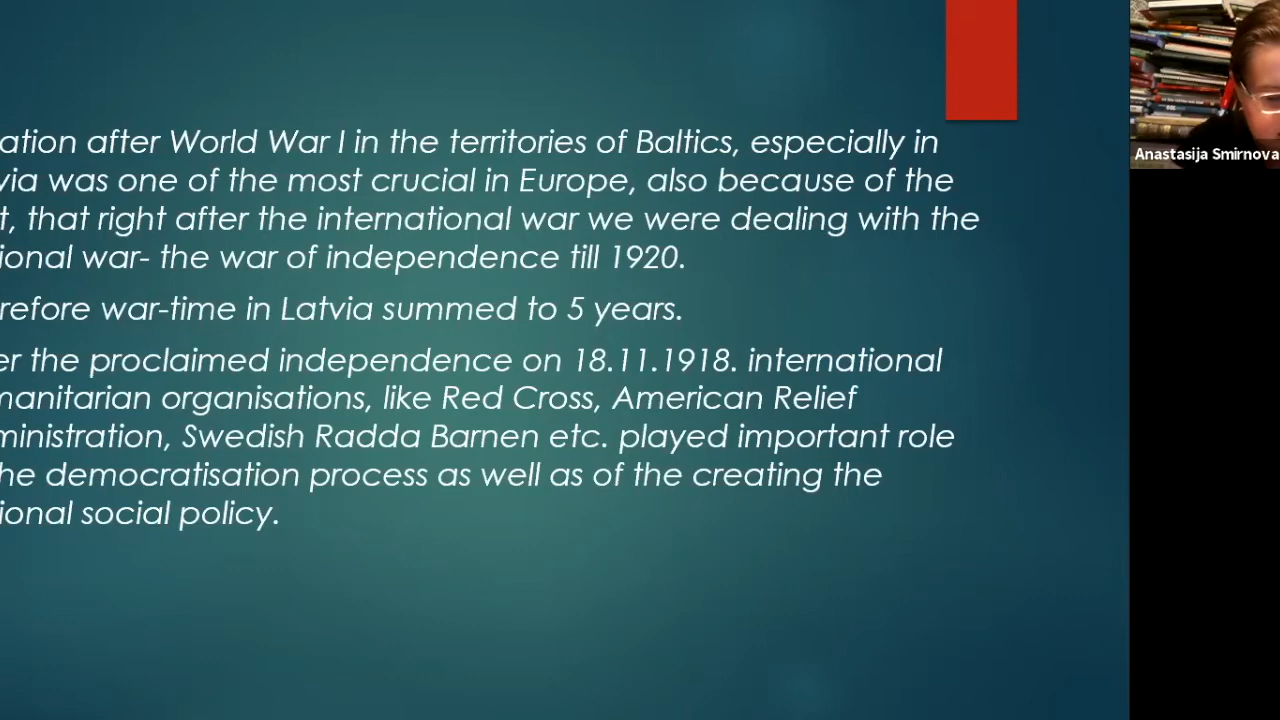 ation after World War I in the territories of Baltics, especially in
via was one of the most crucial in Europe, also because of the
t, that right after the international war we were dealing with the
ional war- the war of independence till 1920.
refore war-time in Latvia summed to 5 years.
er the proclaimed independence on 18.11.1918. international
manitarian organisations, like Red Cross, American Relief
ministration, Swedish Radda Barnen etc. played important role
he democratisation process as well as of the creating the
ional social policy.
Anastasija Smirnova